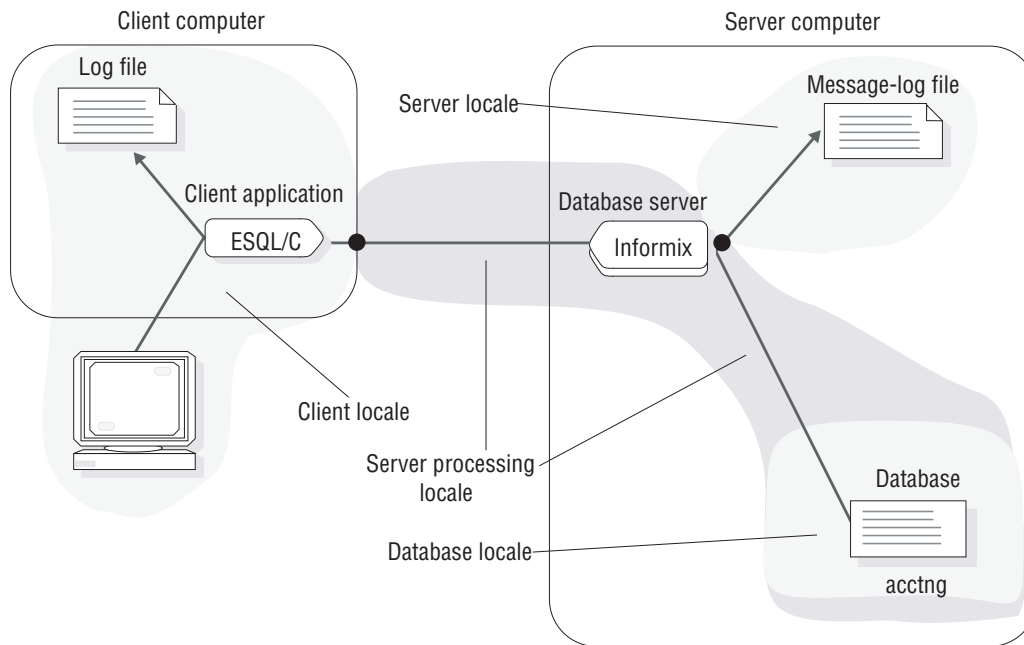 Client computer
Server computer
Log file
Message-log file
Server locale
Client application
Database server
ESQL/C
Informix
Client locale
Server processing
locale
Database
Database locale
acctng